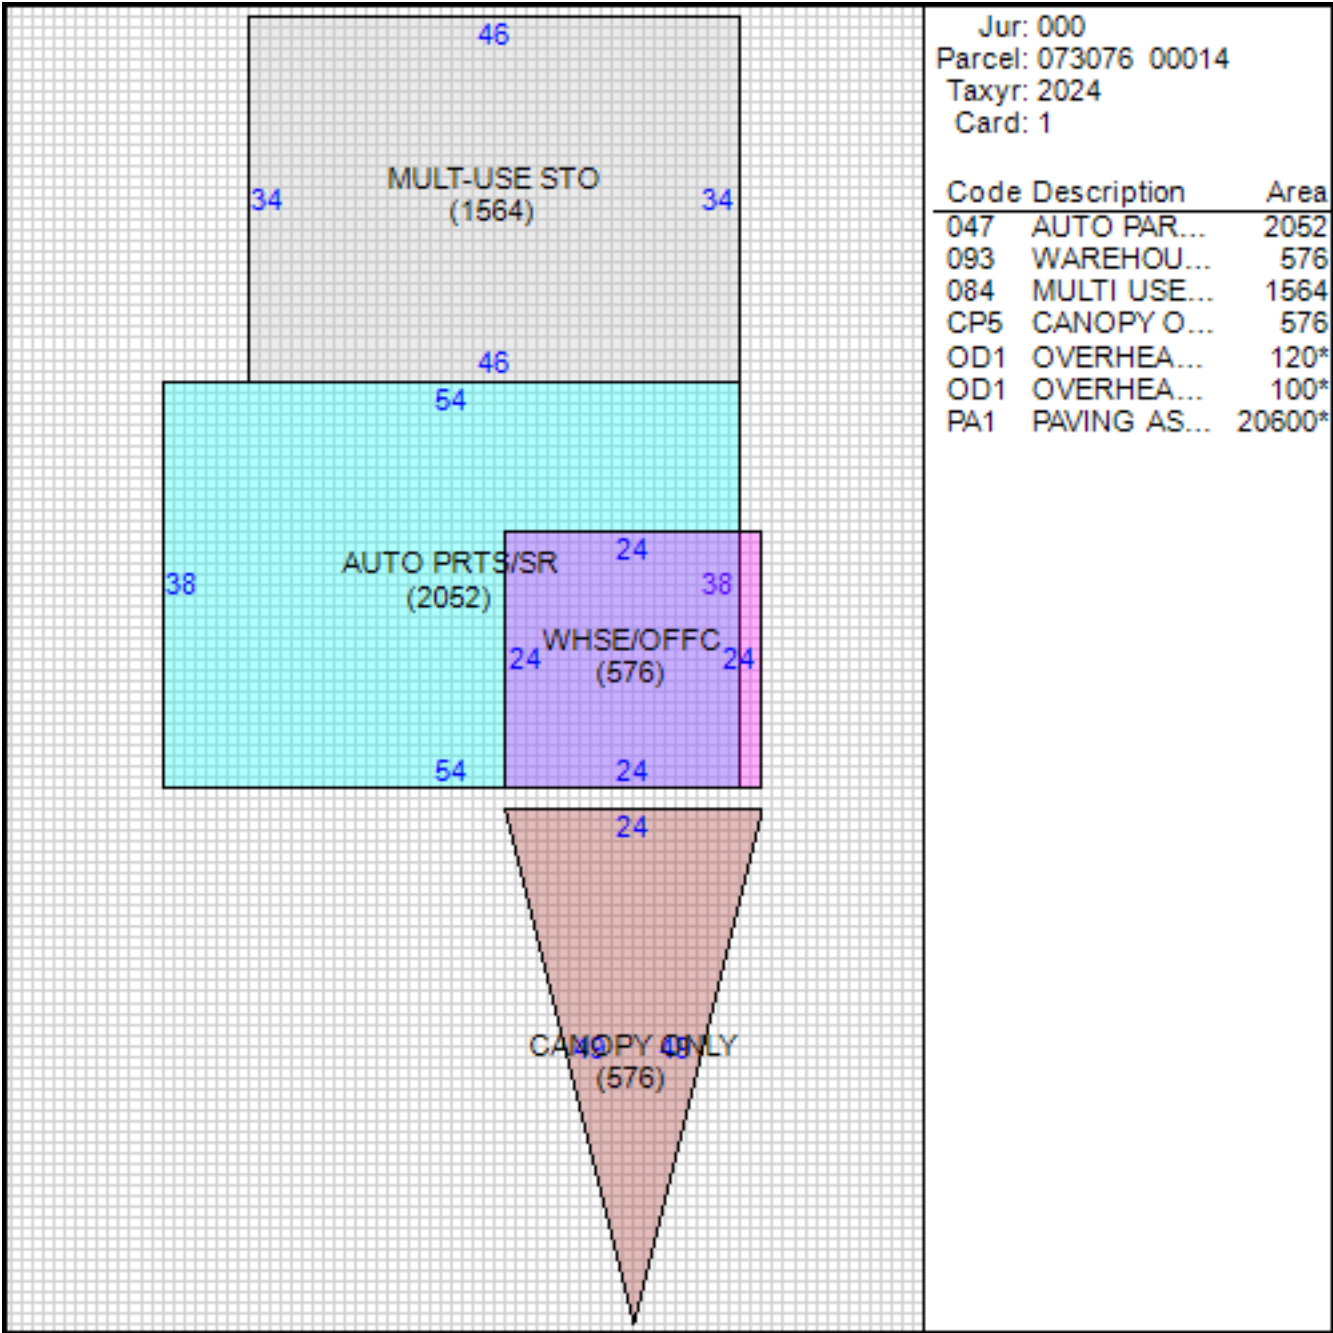 46
MULT-USE STO
34
34
(1564)
46
54
AUTO PRTS/SR
24
38
38
(2052)
WHSE/OFFC
24
24
(576)
54
24
24
CANOPY ONLY
49
49
(576)
Jur: 000
Parcel: 073076 00014
Taxyr: 2024
Card: 1
Code Description Area
047 AUTO PAR... 2052
093 WAREHOU... 576
084 MULTI USE... 1564
CP5 CANOPY O... 576
OD1 OVERHEA... 120*
OD1 OVERHEA... 100*
PA1 PAVING AS... 20600*